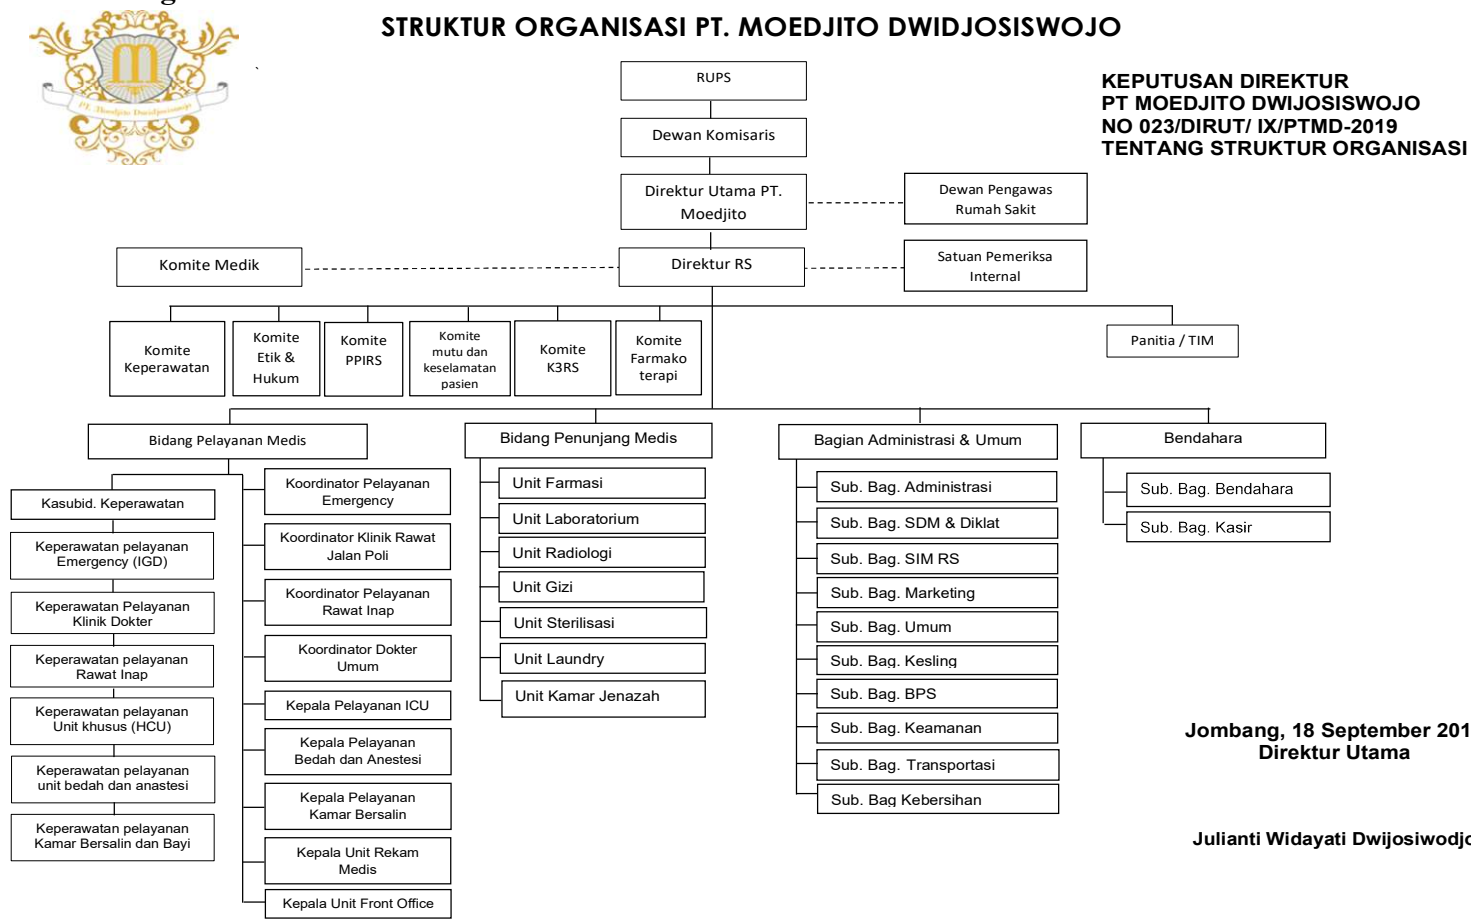 STRUKTUR ORGANISASI PT. MOEDJITO DWIDJOSISWOJO
PT. Moedjito Dwidjosiswojo
KEPUTUSAN DIREKTUR
PT MOEDJITO DWIJOSISWOJO
NO 023/DIRUT/ IX/PTMD-2019
TENTANG STRUKTUR ORGANISASI
RUPS
Dewan Komisaris
Direktur Utama PT.
Moedjito
Dewan Pengawas
Rumah Sakit
Komite Medik
Direktur RS
Satuan Pemeriksa
Internal
Komite
Keperawatan
Komite
Etik &
Hukum
Komite
PPIRS
Komite
mutu dan
keselamatan
pasien
Komite
K3RS
Komite
Farmako
terapi
Panitia / TIM
Bidang Pelayanan Medis
Kasubid. Keperawatan
Keperawatan pelayanan
Emergency (IGD)
Keperawatan Pelayanan
Klinik Dokter
Keperawatan pelayanan
Rawat Inap
Keperawatan pelayanan
Unit khusus (HCU)
Keperawatan pelayanan
unit bedah dan anastesi
Keperawatan pelayanan
Kamar Bersalin dan Bayi
Koordinator Pelayanan
Emergency
Koordinator Klinik Rawat
Jalan Poli
Koordinator Pelayanan
Rawat Inap
Koordinator Dokter
Umum
Kepala Pelayanan ICU
Kepala Pelayanan
Bedah dan Anestesi
Kepala Pelayanan
Kamar Bersalin
Kepala Unit Rekam
Medis
Kepala Unit Front Office
Bidang Penunjang Medis
Unit Farmasi
Unit Laboratorium
Unit Radiologi
Unit Gizi
Unit Sterilisasi
Unit Laundry
Unit Kamar Jenazah
Bagian Administrasi & Umum
Sub. Bag. Administrasi
Sub. Bag. SDM & Diklat
Sub. Bag. SIM RS
Sub. Bag. Marketing
Sub. Bag. Umum
Sub. Bag. Kesling
Sub. Bag. BPS
Sub. Bag. Keamanan
Sub. Bag. Transportasi
Sub. Bag Kebersihan
Bendahara
Sub. Bag. Bendahara
Sub. Bag. Kasir
Jombang, 18 September 201
Direktur Utama
Julianti Widayati Dwijosiwodjo